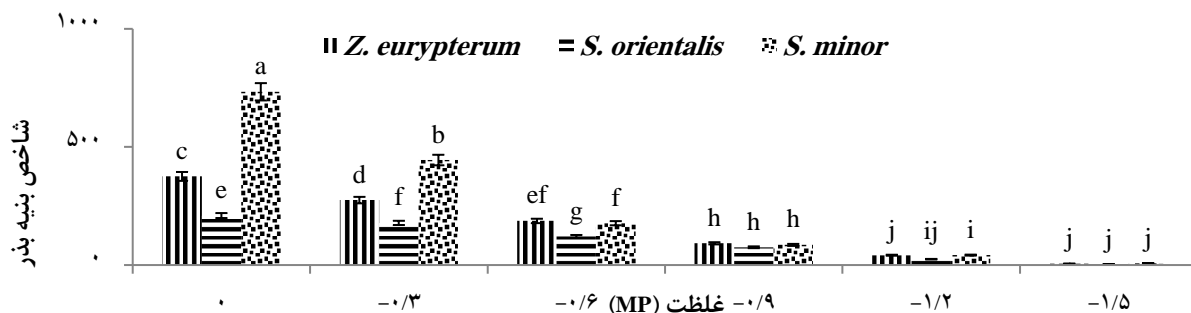 ۱۰۰۰
Z. eurypterum S. orientalis S. minor
a
۵۰۰
b
c
d
e
f
ef
g
f
h h h
j ij i
j j j
۰
شاخص بنیه بذر
۰ -۰/۳ -۰/۶ -۰/۹ -۱/۲ -۱/۵
غلظت (MP)